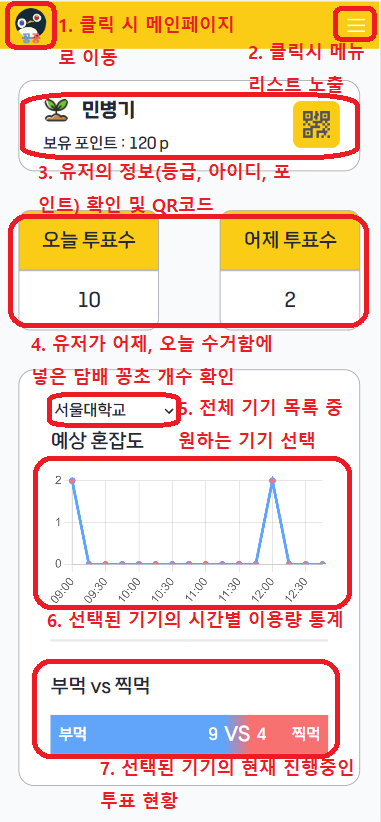 1. 클릭 시 메인페이지
로 이동
2. 클릭시 메뉴
리스트 노출
민병기
보유 포인트 : 120 p
3. 유저의 정보(등급, 아이디, 포
인트) 확인 및 QR코드
오늘 투표수
어제 투표수
10
2
4. 유저가 어제, 오늘 수거함에
넣은 담배 꽁초 개수 확인
서울대학교
5. 전체 기기 목록 중
원하는 기기 선택
예상 혼잡도
2
1
0
09:00
09:30
10:00
10:30
11:00
11:30
12:00
12:30
6. 선택된 기기의 시간별 이용량 통계
부먹 vs 찍먹
부먹 9 VS 4 찍먹
7. 선택된 기기의 현재 진행중인
투표 현황